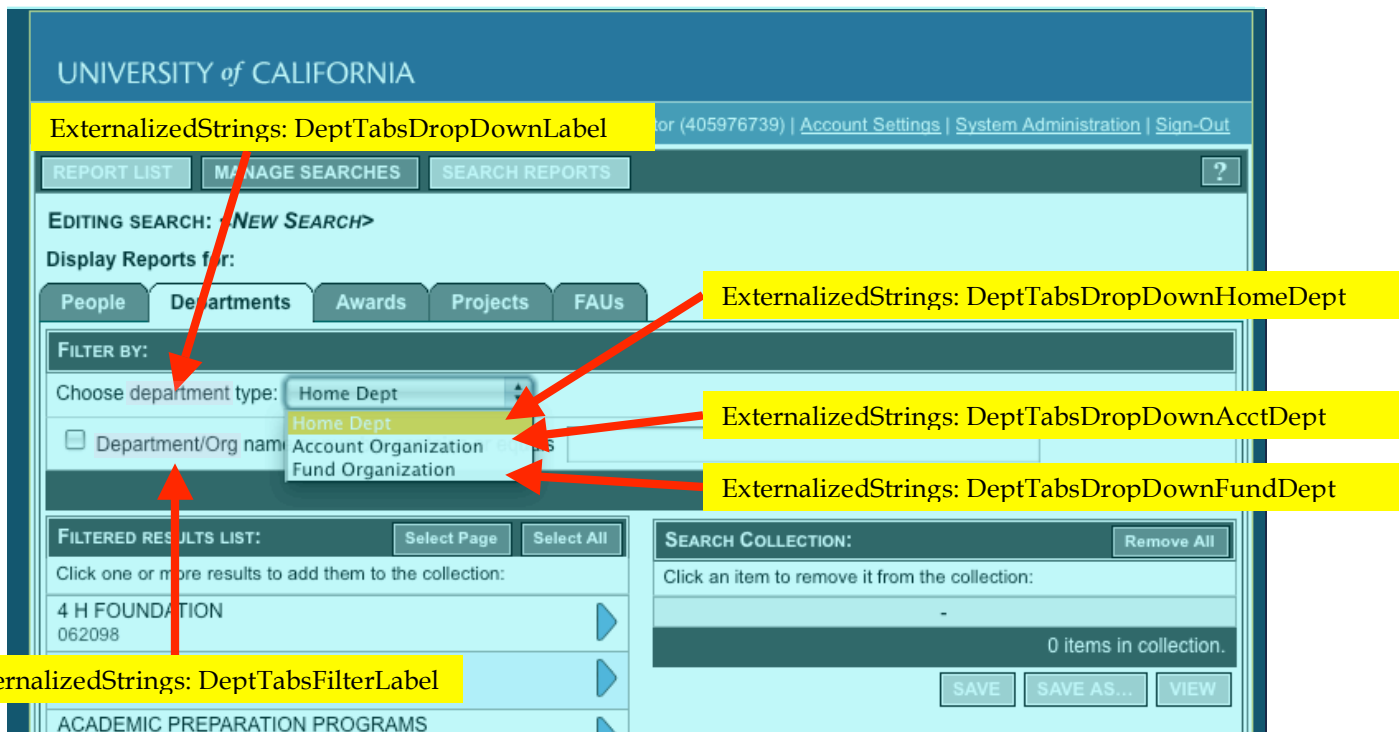 UNIVERSITY of CALIFORNIA
ExternalizedStrings: DeptTabsDropDownLabel
tor (405976739) | Account Settings | System Administration | Sign-Out
REPORT LIST MANAGE SEARCHES SEARCH REPORTS ?
EDITING SEARCH: <NEW SEARCH>
Display Reports for:
People Departments Awards Projects FAUs
ExternalizedStrings: DeptTabsDropDownHomeDept
FILTER BY:
Choose department type: Home Dept
Home Dept
ExternalizedStrings: DeptTabsDropDownAcctDept
Department/Org name
Account Organization
equals
Fund Organization
ExternalizedStrings: DeptTabsDropDownFundDept
FILTERED RESULTS LIST: Select Page Select All
SEARCH COLLECTION: Remove All
Click one or more results to add them to the collection:
Click an item to remove it from the collection:
4 H FOUNDATION
062098
-
0 items in collection.
ernalizedStrings: DeptTabsFilterLabel
SAVE SAVE AS... VIEW
ACADEMIC PREPARATION PROGRAMS